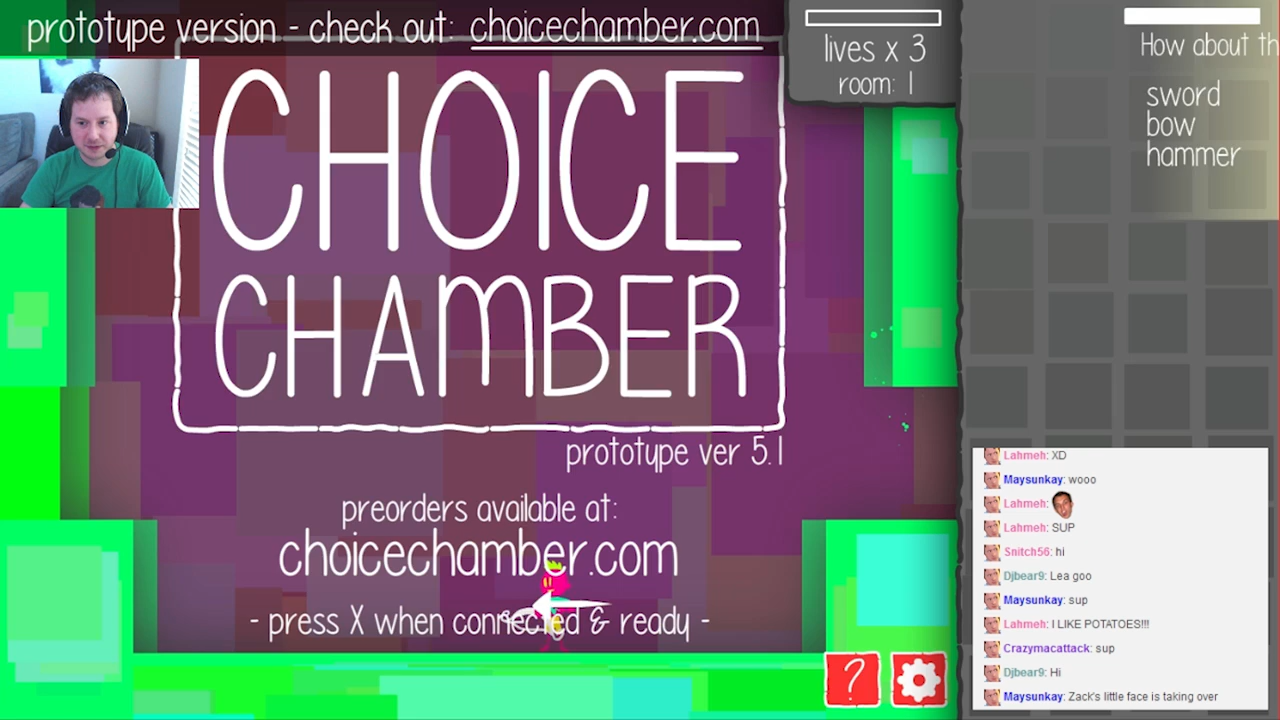 prototype version - check out: choicechamber.com
CHOICE
CHAMBER
prototype ver 5.1
preorders available at:
choicechamber.com
- press X when connected & ready -
lives x 3
room: 1
How about th
sword
bow
hammer
?
Lahmeh: XD
Maysunkay: wooo
Lahmeh:
Lahmeh: SUP
Snitch56: hi
Djbear9: Lea goo
Maysunkay: sup
Lahmeh: I LIKE POTATOES!!!
Crazymacattack: sup
Djbear9: Hi
Maysunkay: Zack's little face is taking over